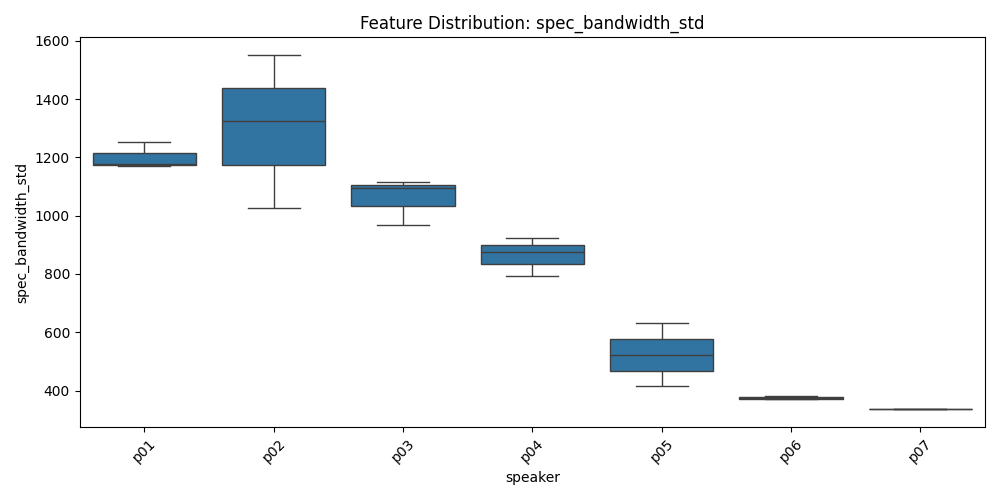 Feature Distribution: spec_bandwidth_std
spec_bandwidth_std
1600
1400
1200
1000
800
600
400
p01
p02
p03
p04
p05
p06
p07
speaker